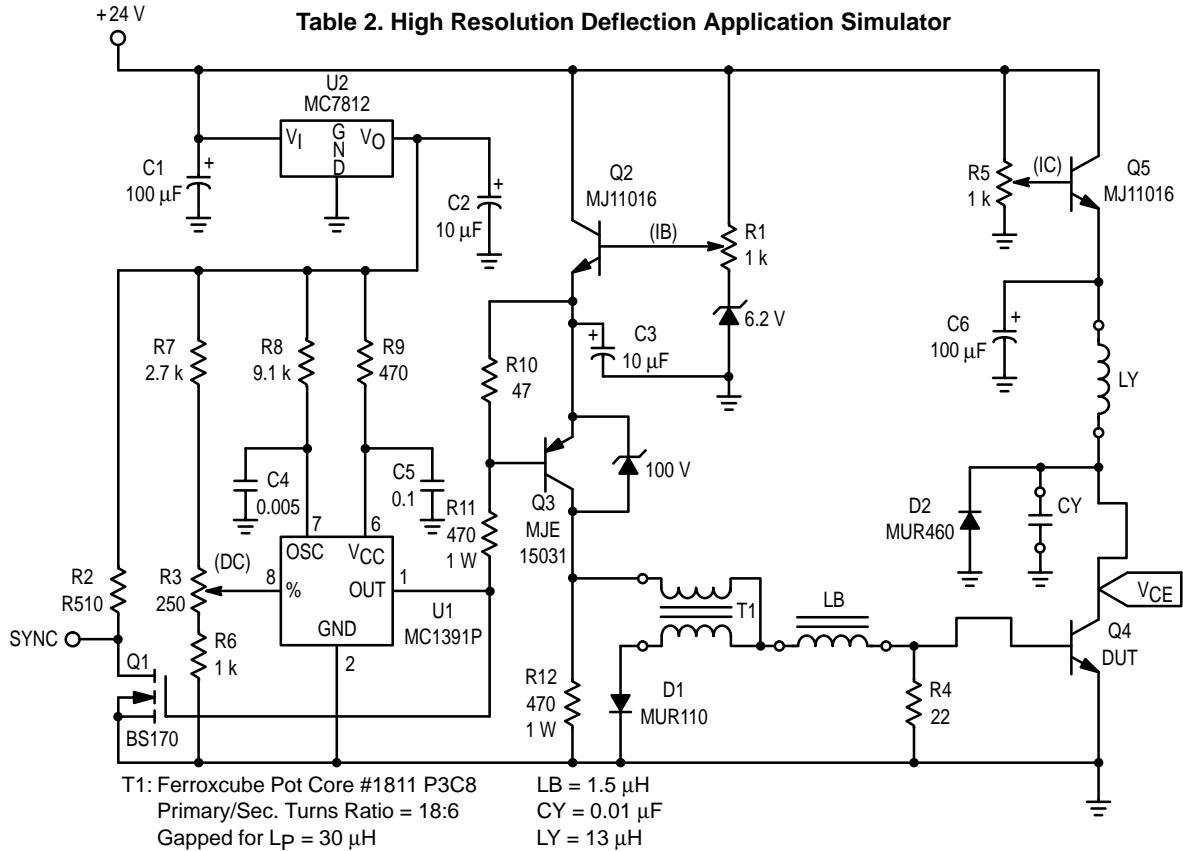 +24 V
Table 2. High Resolution Deflection Application Simulator
U2
MC7812
VI
GND
VO
C1
100 μF
+
C2
10 μF
+
Q2
MJ11016
(IB)
R1
1 k
6.2 V
R5
1 k
(IC)
Q5
MJ11016
R7
2.7 k
R8
9.1 k
R9
470
R10
47
C3
10 μF
+
C6
100 μF
+
LY
C4
0.005
C5
0.1
100 V
Q3
MJE
15031
R11
470
1 W
D2
MUR460
CY
VCE
7
6
OSC
VCC
(DC)
8
%
OUT
1
GND
2
U1
MC1391P
R2
R510
R3
250
SYNC
R6
1 k
Q1
BS170
T1
LB
Q4
DUT
R12
470
1 W
D1
MUR110
R4
22
T1: Ferroxcube Pot Core #1811 P3C8
Primary/Sec. Turns Ratio = 18:6
Gapped for LP = 30 μH
LB = 1.5 μH
CY = 0.01 μF
LY = 13 μH